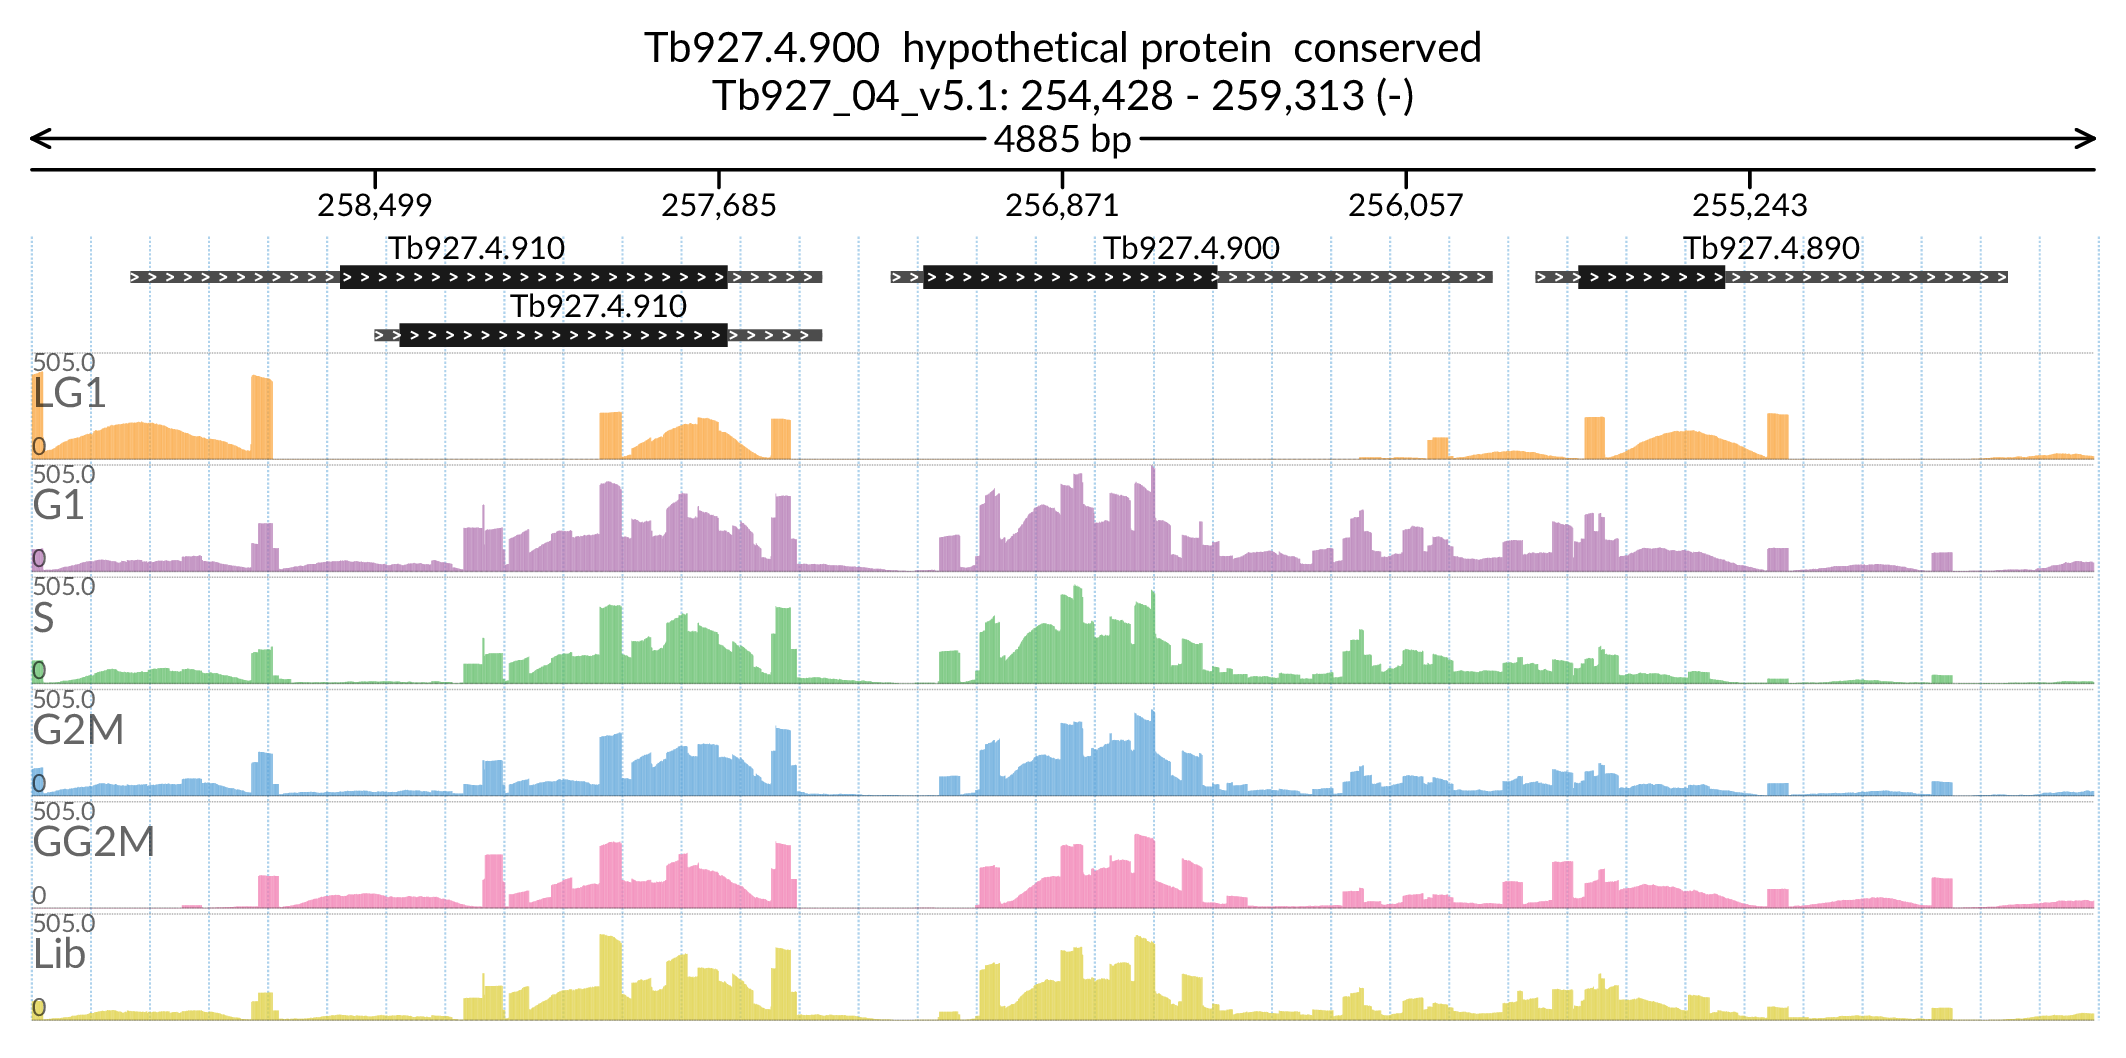 Tb927.4.900 hypothetical protein conserved
Tb927_04_v5.1: 254,428 - 259,313 (-)
4885 bp
258,499 257,685 256,871 256,057 255,243
Tb927.4.910 Tb927.4.900 Tb927.4.890
Tb927.4.910
505.0
LG1
0
505.0
G1
0
505.0
S
0
505.0
G2M
0
505.0
GG2M
0
505.0
Lib
0